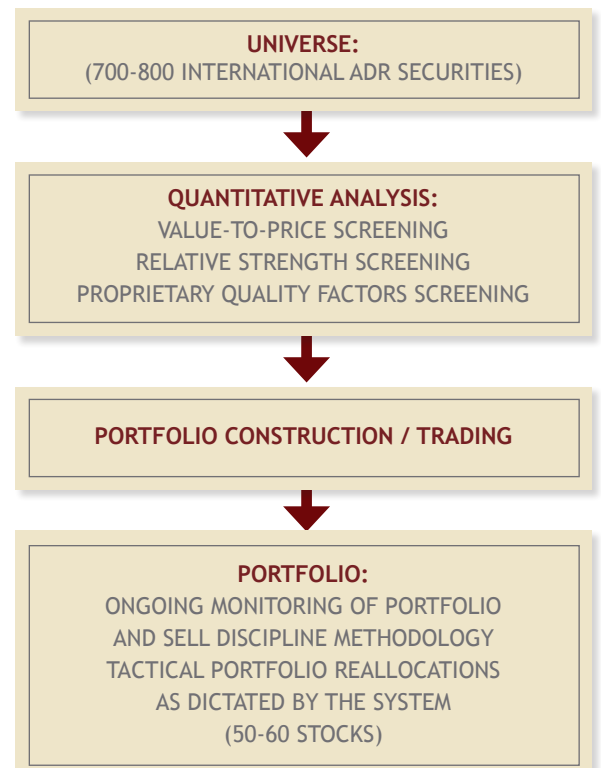 UNIVERSE:
(700-800 INTERNATIONAL ADR SECURITIES)
QUANTITATIVE ANALYSIS:
VALUE-TO-PRICE SCREENING
RELATIVE STRENGTH SCREENING
PROPRIETARY QUALITY FACTORS SCREENING
PORTFOLIO CONSTRUCTION / TRADING
PORTFOLIO:
ONGOING MONITORING OF PORTFOLIO
AND SELL DISCIPLINE METHODOLOGY
TACTICAL PORTFOLIO REALLOCATIONS
AS DICTATED BY THE SYSTEM
(50-60 STOCKS)